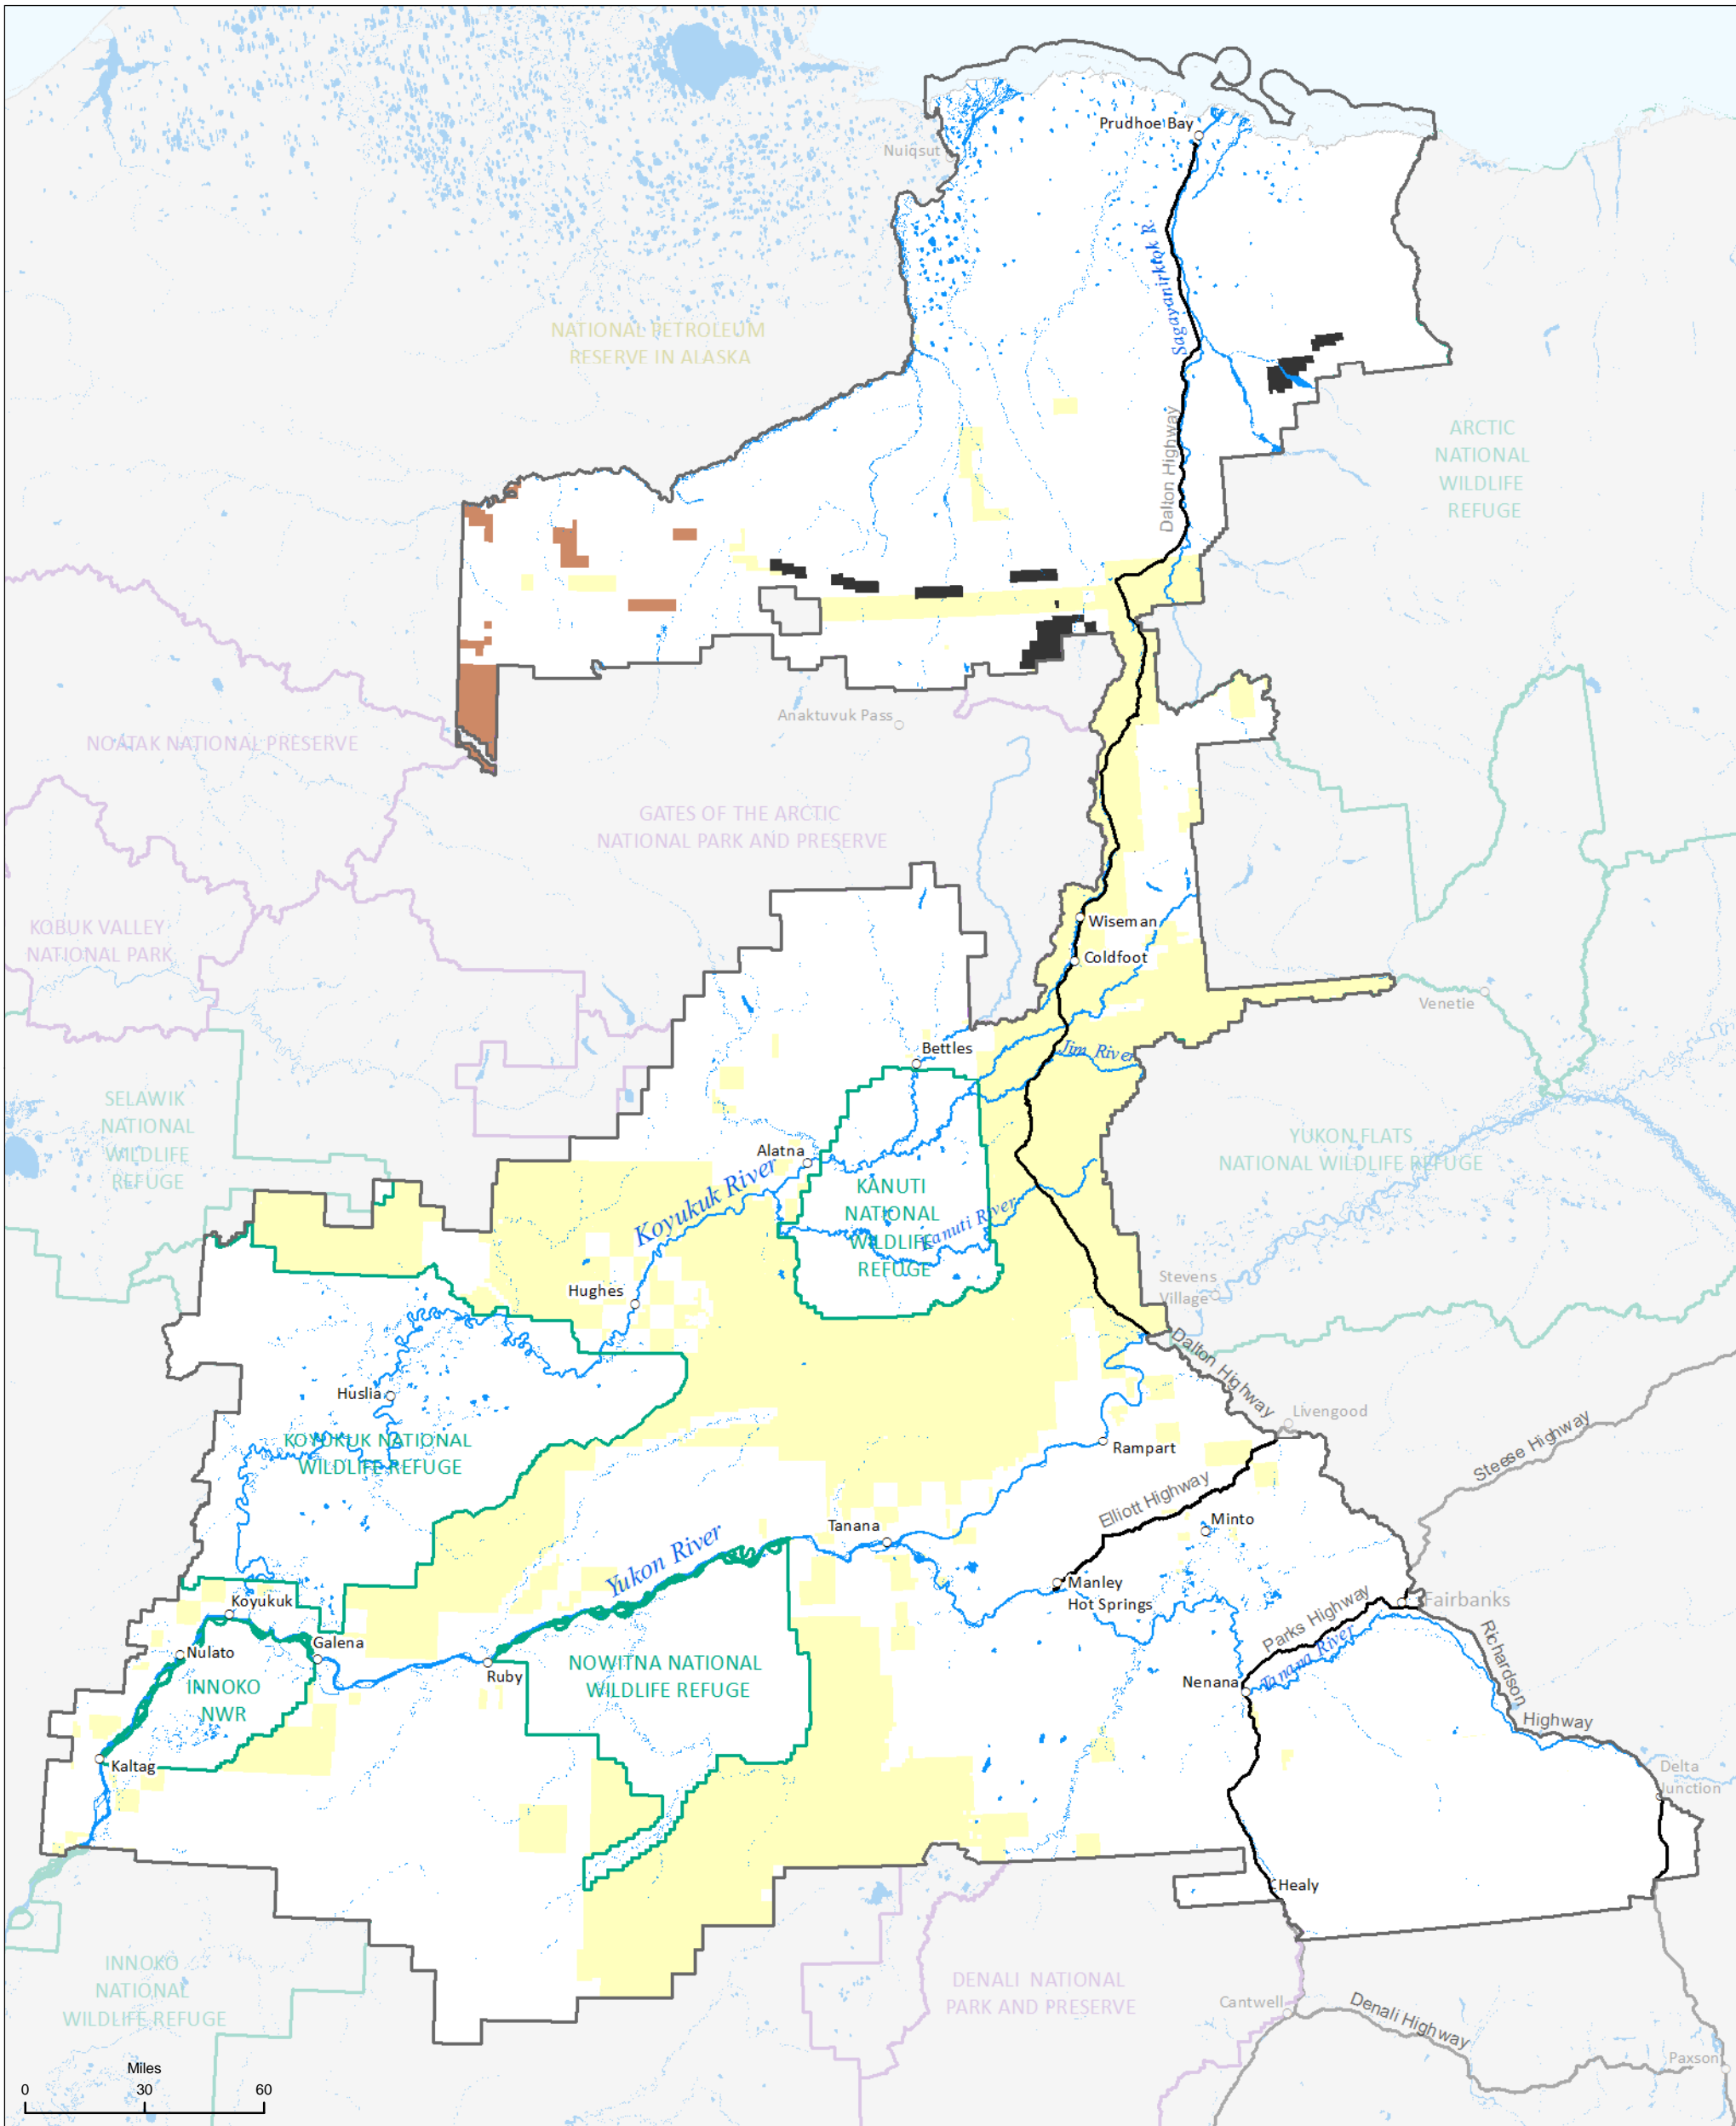 Prudhoe Bay
Nuiqsut
Sagavanirktok R.
NATIONAL PETROLEUM
RESERVE IN ALASKA
Dalton Highway
ARCTIC
NATIONAL
WILDLIFE
REFUGE
Anaktuvuk Pass
NOATAK NATIONAL PRESERVE
GATES OF THE ARCTIC
NATIONAL PARK AND PRESERVE
KOBUK VALLEY
NATIONAL PARK
Wiseman
Coldfoot
Venetie
Bettles
Jim River
SELAWIK
NATIONAL
WILDLIFE
REFUGE
YUKON FLATS
NATIONAL WILDLIFE REFUGE
Alatna
Koyukuk River
KANUTI
NATIONAL
WILDLIFE
REFUGE
Kanuti River
Hughes
Stevens
Village
Dalton Highway
Huslia
Livengood
KOYUKUK NATIONAL
WILDLIFE REFUGE
Rampart
Steese Highway
Elliott Highway
Minto
Tanana
Yukon River
Manley
Hot Springs
Fairbanks
Koyukuk
Parks Highway
Tanana River
Richardson
Highway
Nulato
Galena
Ruby
NOWITNA NATIONAL
WILDLIFE REFUGE
INNOKO
NWR
Nenana
Kaltag
Delta
Junction
Healy
INNOKO
NATIONAL
WILDLIFE REFUGE
DENALI NATIONAL
PARK AND PRESERVE
Cantwell
Denali Highway
Paxson
Miles
0 30 60